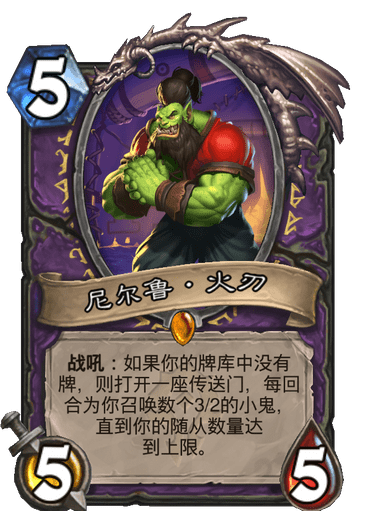 5
尼尔鲁·火刃
战吼：如果你的牌库中没有
牌，则打开一座传送门，每回
合为你召唤数个3/2的小鬼，
直到你的随从数量达
到上限。
5
5